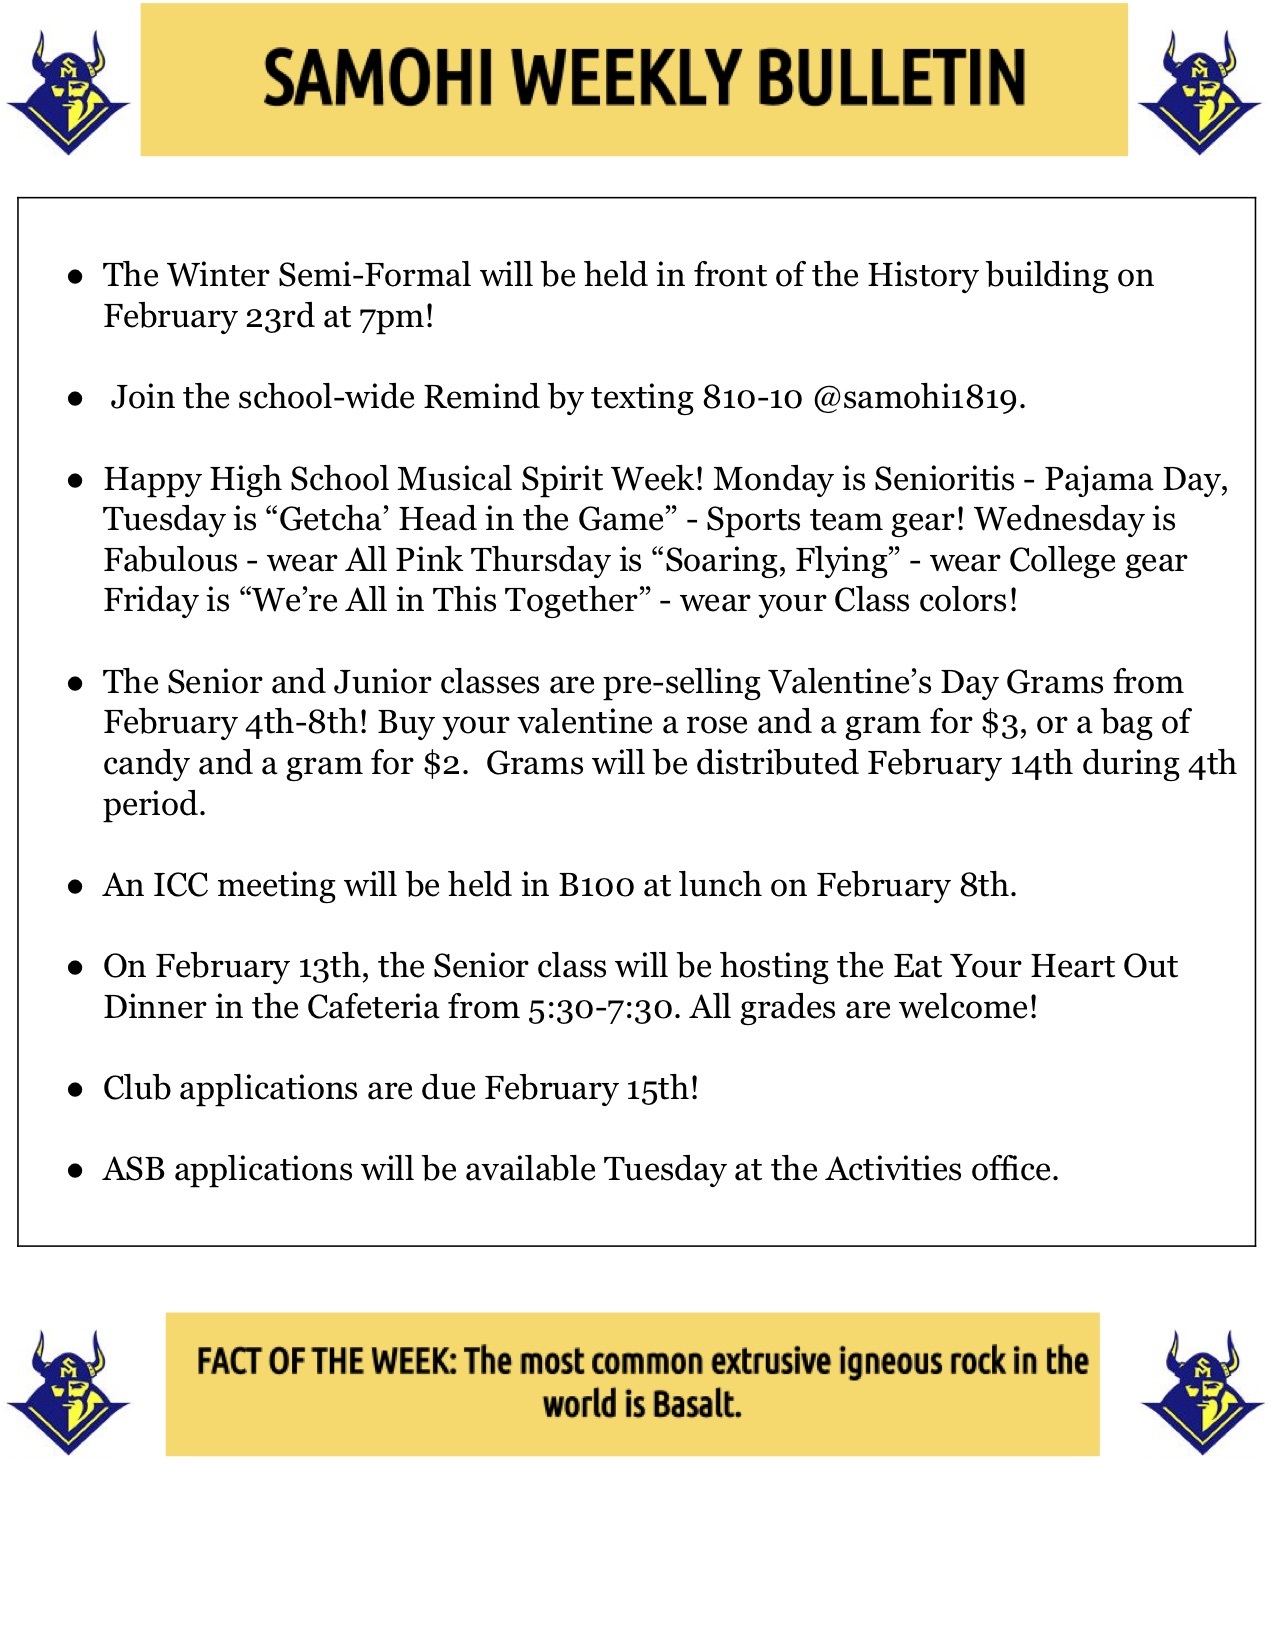 SAMOHI WEEKLY BULLETIN
● The Winter Semi-Formal will be held in front of the History building on
February 23rd at 7pm!
● Join the school-wide Remind by texting 810-10 @samohi1819.
● Happy High School Musical Spirit Week! Monday is Senioritis - Pajama Day,
Tuesday is “Getcha’ Head in the Game” - Sports team gear! Wednesday is
Fabulous - wear All Pink Thursday is “Soaring, Flying” - wear College gear
Friday is “We’re All in This Together” - wear your Class colors!
● The Senior and Junior classes are pre-selling Valentine’s Day Grams from
February 4th-8th! Buy your valentine a rose and a gram for $3, or a bag of
candy and a gram for $2.  Grams will be distributed February 14th during 4th
period.
● An ICC meeting will be held in B100 at lunch on February 8th.
● On February 13th, the Senior class will be hosting the Eat Your Heart Out
Dinner in the Cafeteria from 5:30-7:30. All grades are welcome!
● Club applications are due February 15th!
● ASB applications will be available Tuesday at the Activities office.
FACT OF THE WEEK: The most common extrusive igneous rock in the
world is Basalt.